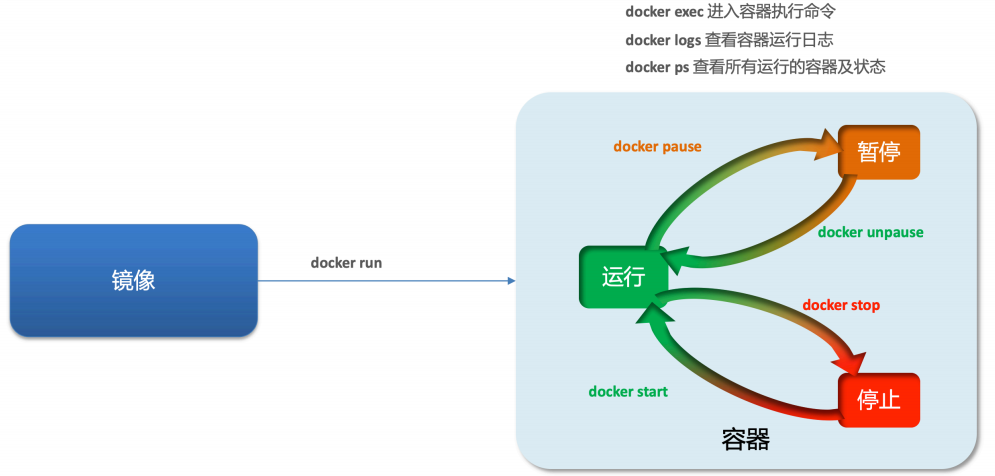 docker exec 进入容器执行命令
docker logs 查看容器运行日志
docker ps 查看所有运行的容器及状态
docker pause
暂停
docker unpause
镜像
docker run
运行
docker stop
docker start
停止
容器